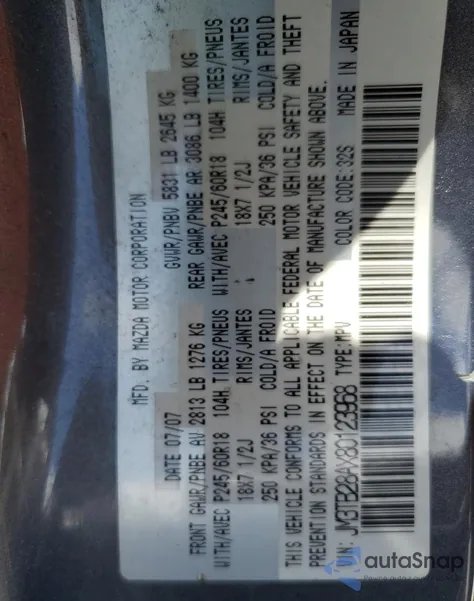 MFD. BY MAZDA MOTOR CORPORATION
DATE 07/07 GVWR/PNBV 5831 LB 2645 KG
FRONT GAWR/PNBE AV 2813 LB 1276 KG REAR GAWR/PNBE AR 3086 LB 1400 KG
WITH/AVEC P245/60R18 104H TIRES/PNEUS WITH/AVEC P245/60R18 104H TIRES/PNEUS
18X7 1/2J RIMS/JANTES 18X7 1/2J RIMS/JANTES
250 KPA/36 PSI COLD/A FROID 250 KPA/36 PSI COLD/A FROID
THIS VEHICLE CONFORMS TO ALL APPLICABLE FEDERAL MOTOR VEHICLE SAFETY AND THEFT
PREVENTION STANDARDS IN EFFECT ON THE DATE OF MANUFACTURE SHOWN ABOVE.
VIN: JM3TB28AX80123968 TYPE:MPV COLOR CODE:32S MADE IN JAPAN
autoSnap